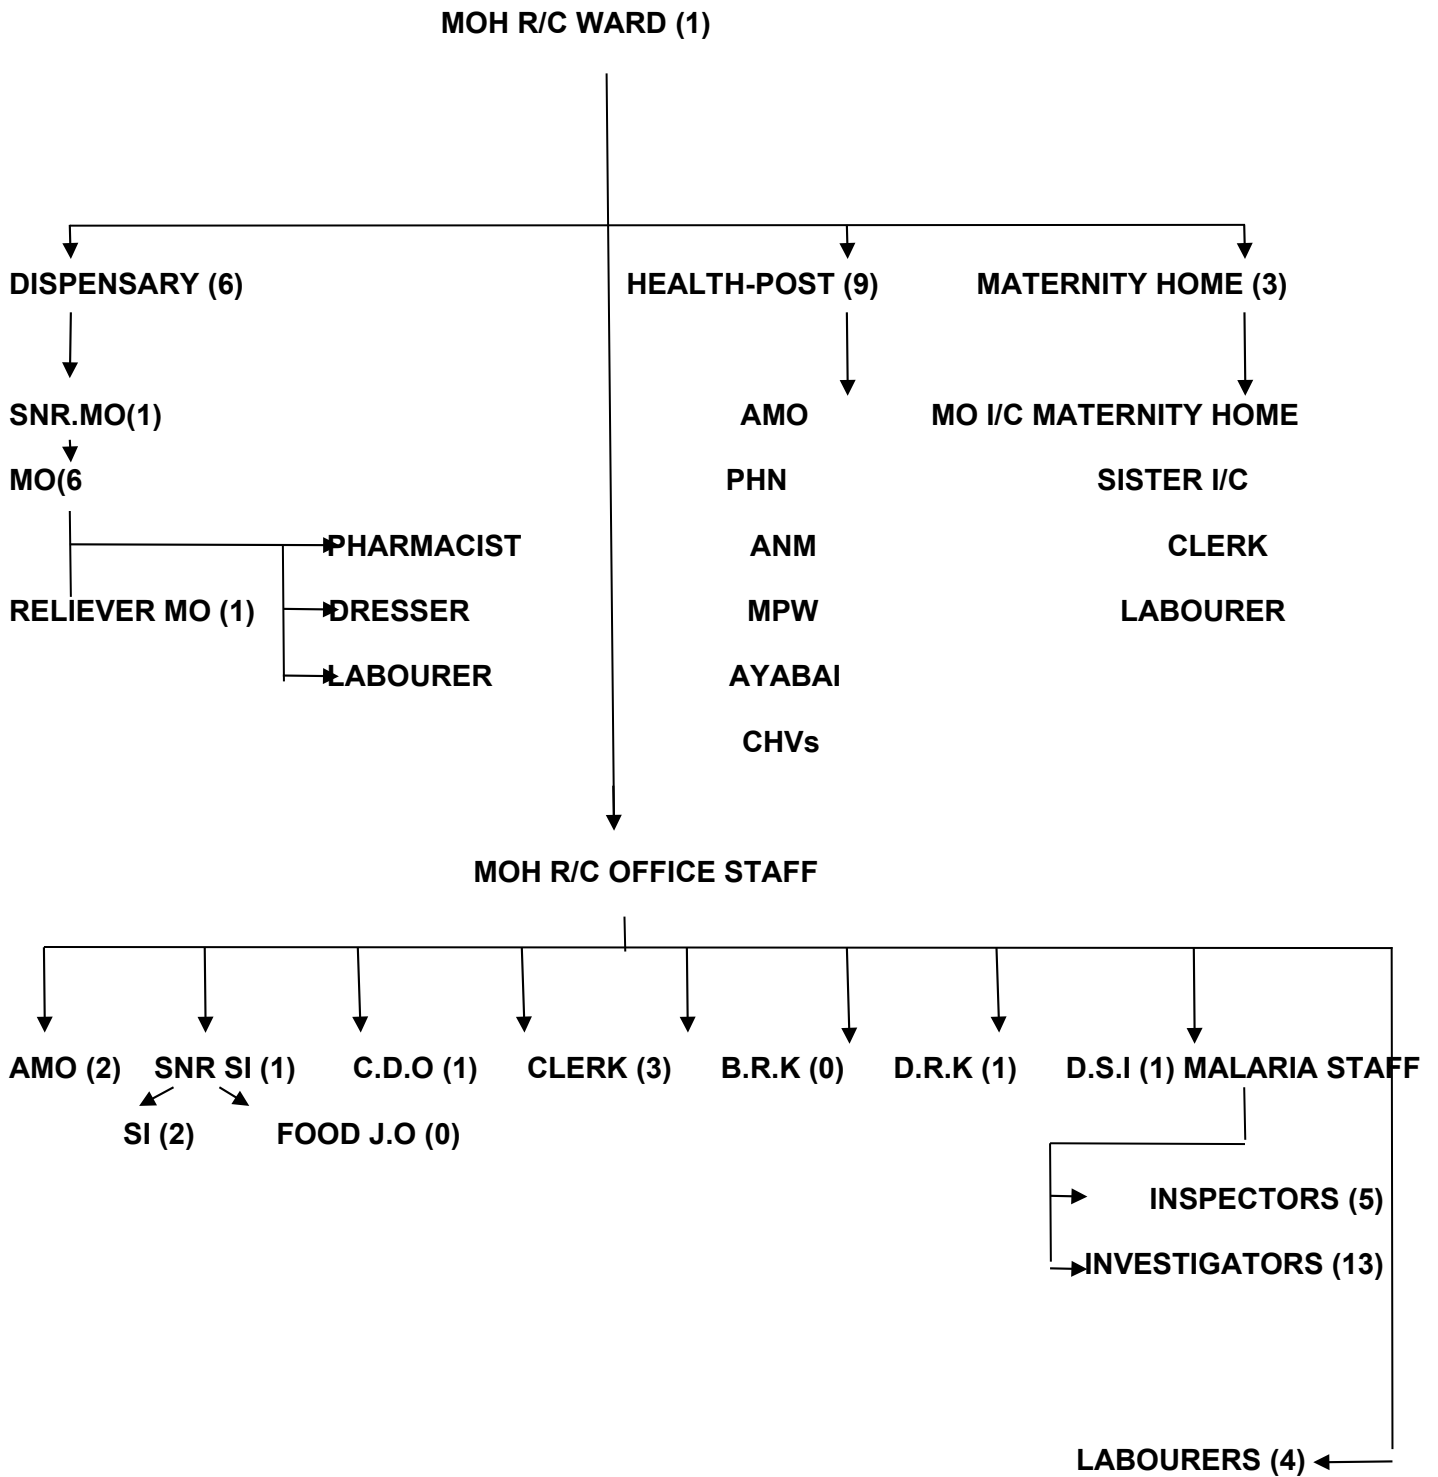 MOH R/C WARD (1)
DISPENSARY (6) HEALTH-POST (9) MATERNITY HOME (3)
SNR.MO(1) AMO MO I/C MATERNITY HOME
MO(6 PHN SISTER I/C
PHARMACIST ANM CLERK
RELIEVER MO (1) DRESSER MPW LABOURER
LABOURER AYABAI
CHVs
MOH R/C OFFICE STAFF
AMO (2) SNR SI (1) C.D.O (1) CLERK (3) B.R.K (0) D.R.K (1) D.S.I (1) MALARIA STAFF
SI (2) FOOD J.O (0)
INSPECTORS (5)
INVESTIGATORS (13)
LABOURERS (4)